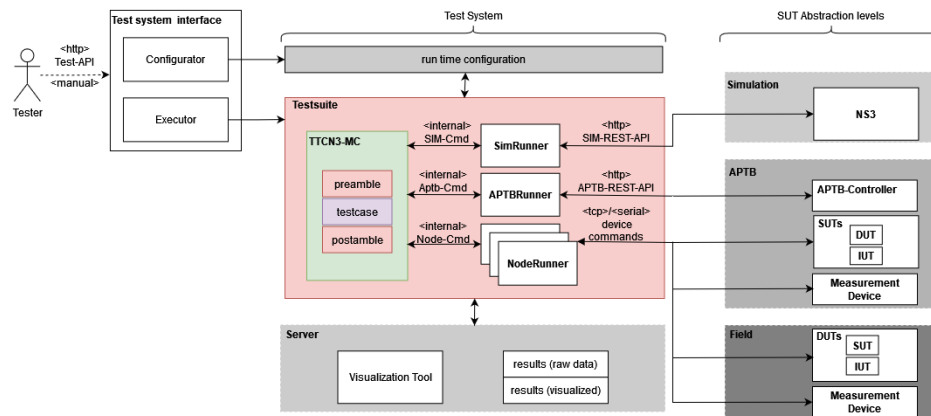 Test System
SUT Abstraction levels
Test system interface
<http>
Test-API
<manual>
Tester
Configurator
Executor
run time configuration
Testsuite
TTCN3-MC
preamble
testcase
postamble
<internal>
SIM-Cmd
<internal>
Aptb-Cmd
<internal>
Node-Cmd
SimRunner
APTBRunner
NodeRunner
<http>
SIM-REST-API
<http>
APTB-REST-API
<tcp>/<serial>
device
commands
Server
Visualization Tool
results (raw data)
results (visualized)
Simulation
NS3
APTB
APTB-Controller
SUTs
DUT
IUT
Measurement
Device
Field
DUTs
SUT
IUT
Measurement
Device